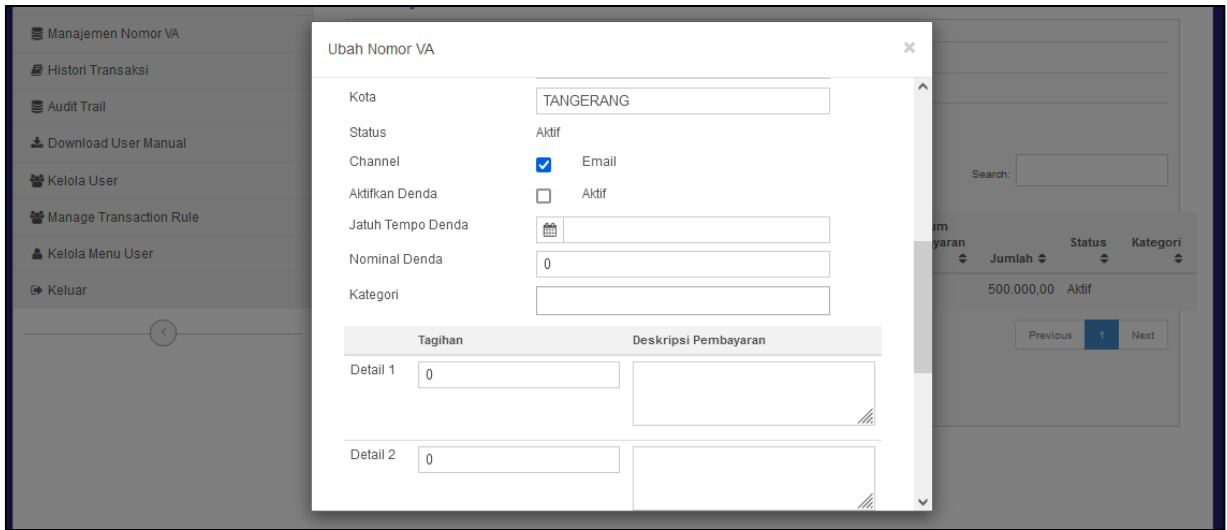 Manajemen Nomor VA
Histori Transaksi
Audit Trail
Download User Manual
Kelola User
Manage Transaction Rule
Kelola Menu User
Keluar
Ubah Nomor VA
Kota TANGERANG
Status Aktif
Channel Email
Aktifkan Denda Aktif
Jatuh Tempo Denda
Nominal Denda 0
Kategori
Tagihan Deskripsi Pembayaran
Detail 1 0
Detail 2 0
Search:
Jumlah Status Kategori
500.000,00 Aktif
Previous 1 Next